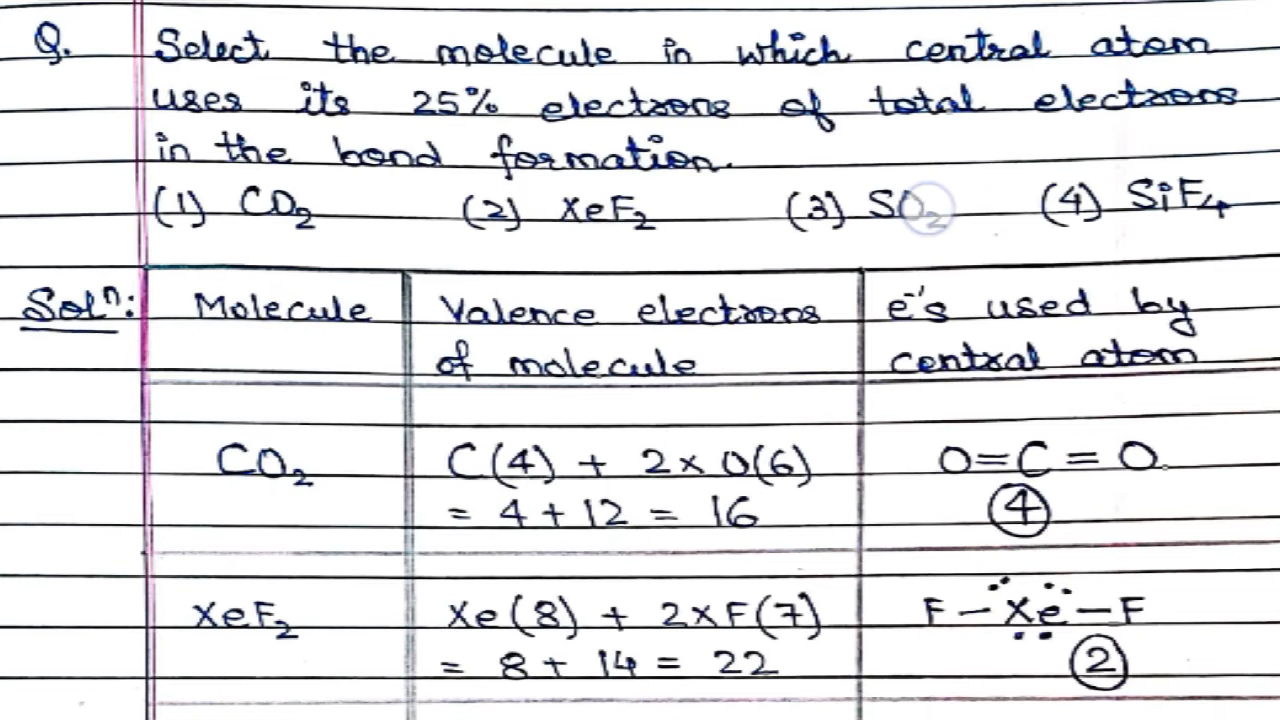 Q. Select the molecule in which central atom
uses its 25% electrons of total electrons
in the bond formation.
(1) CO₂ (2) XeF₂ (3) SO₂ (4) SiF₄
Solⁿ: Molecule Valence electrons e⁻'s used by
of molecule central atom
CO₂ C(4) + 2×O(6) O=C=O
= 4+12 = 16 4
XeF₂ Xe(8) + 2×F(7) F–Xe–F
= 8+14 = 22 2